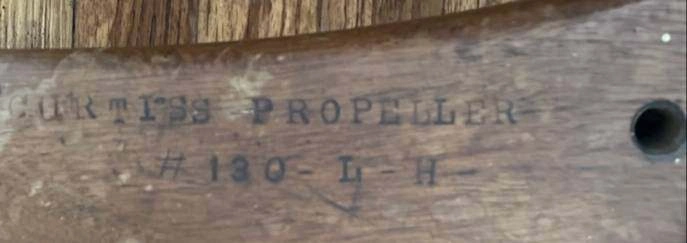 CURTISS PROPELLER
# 130-L-H